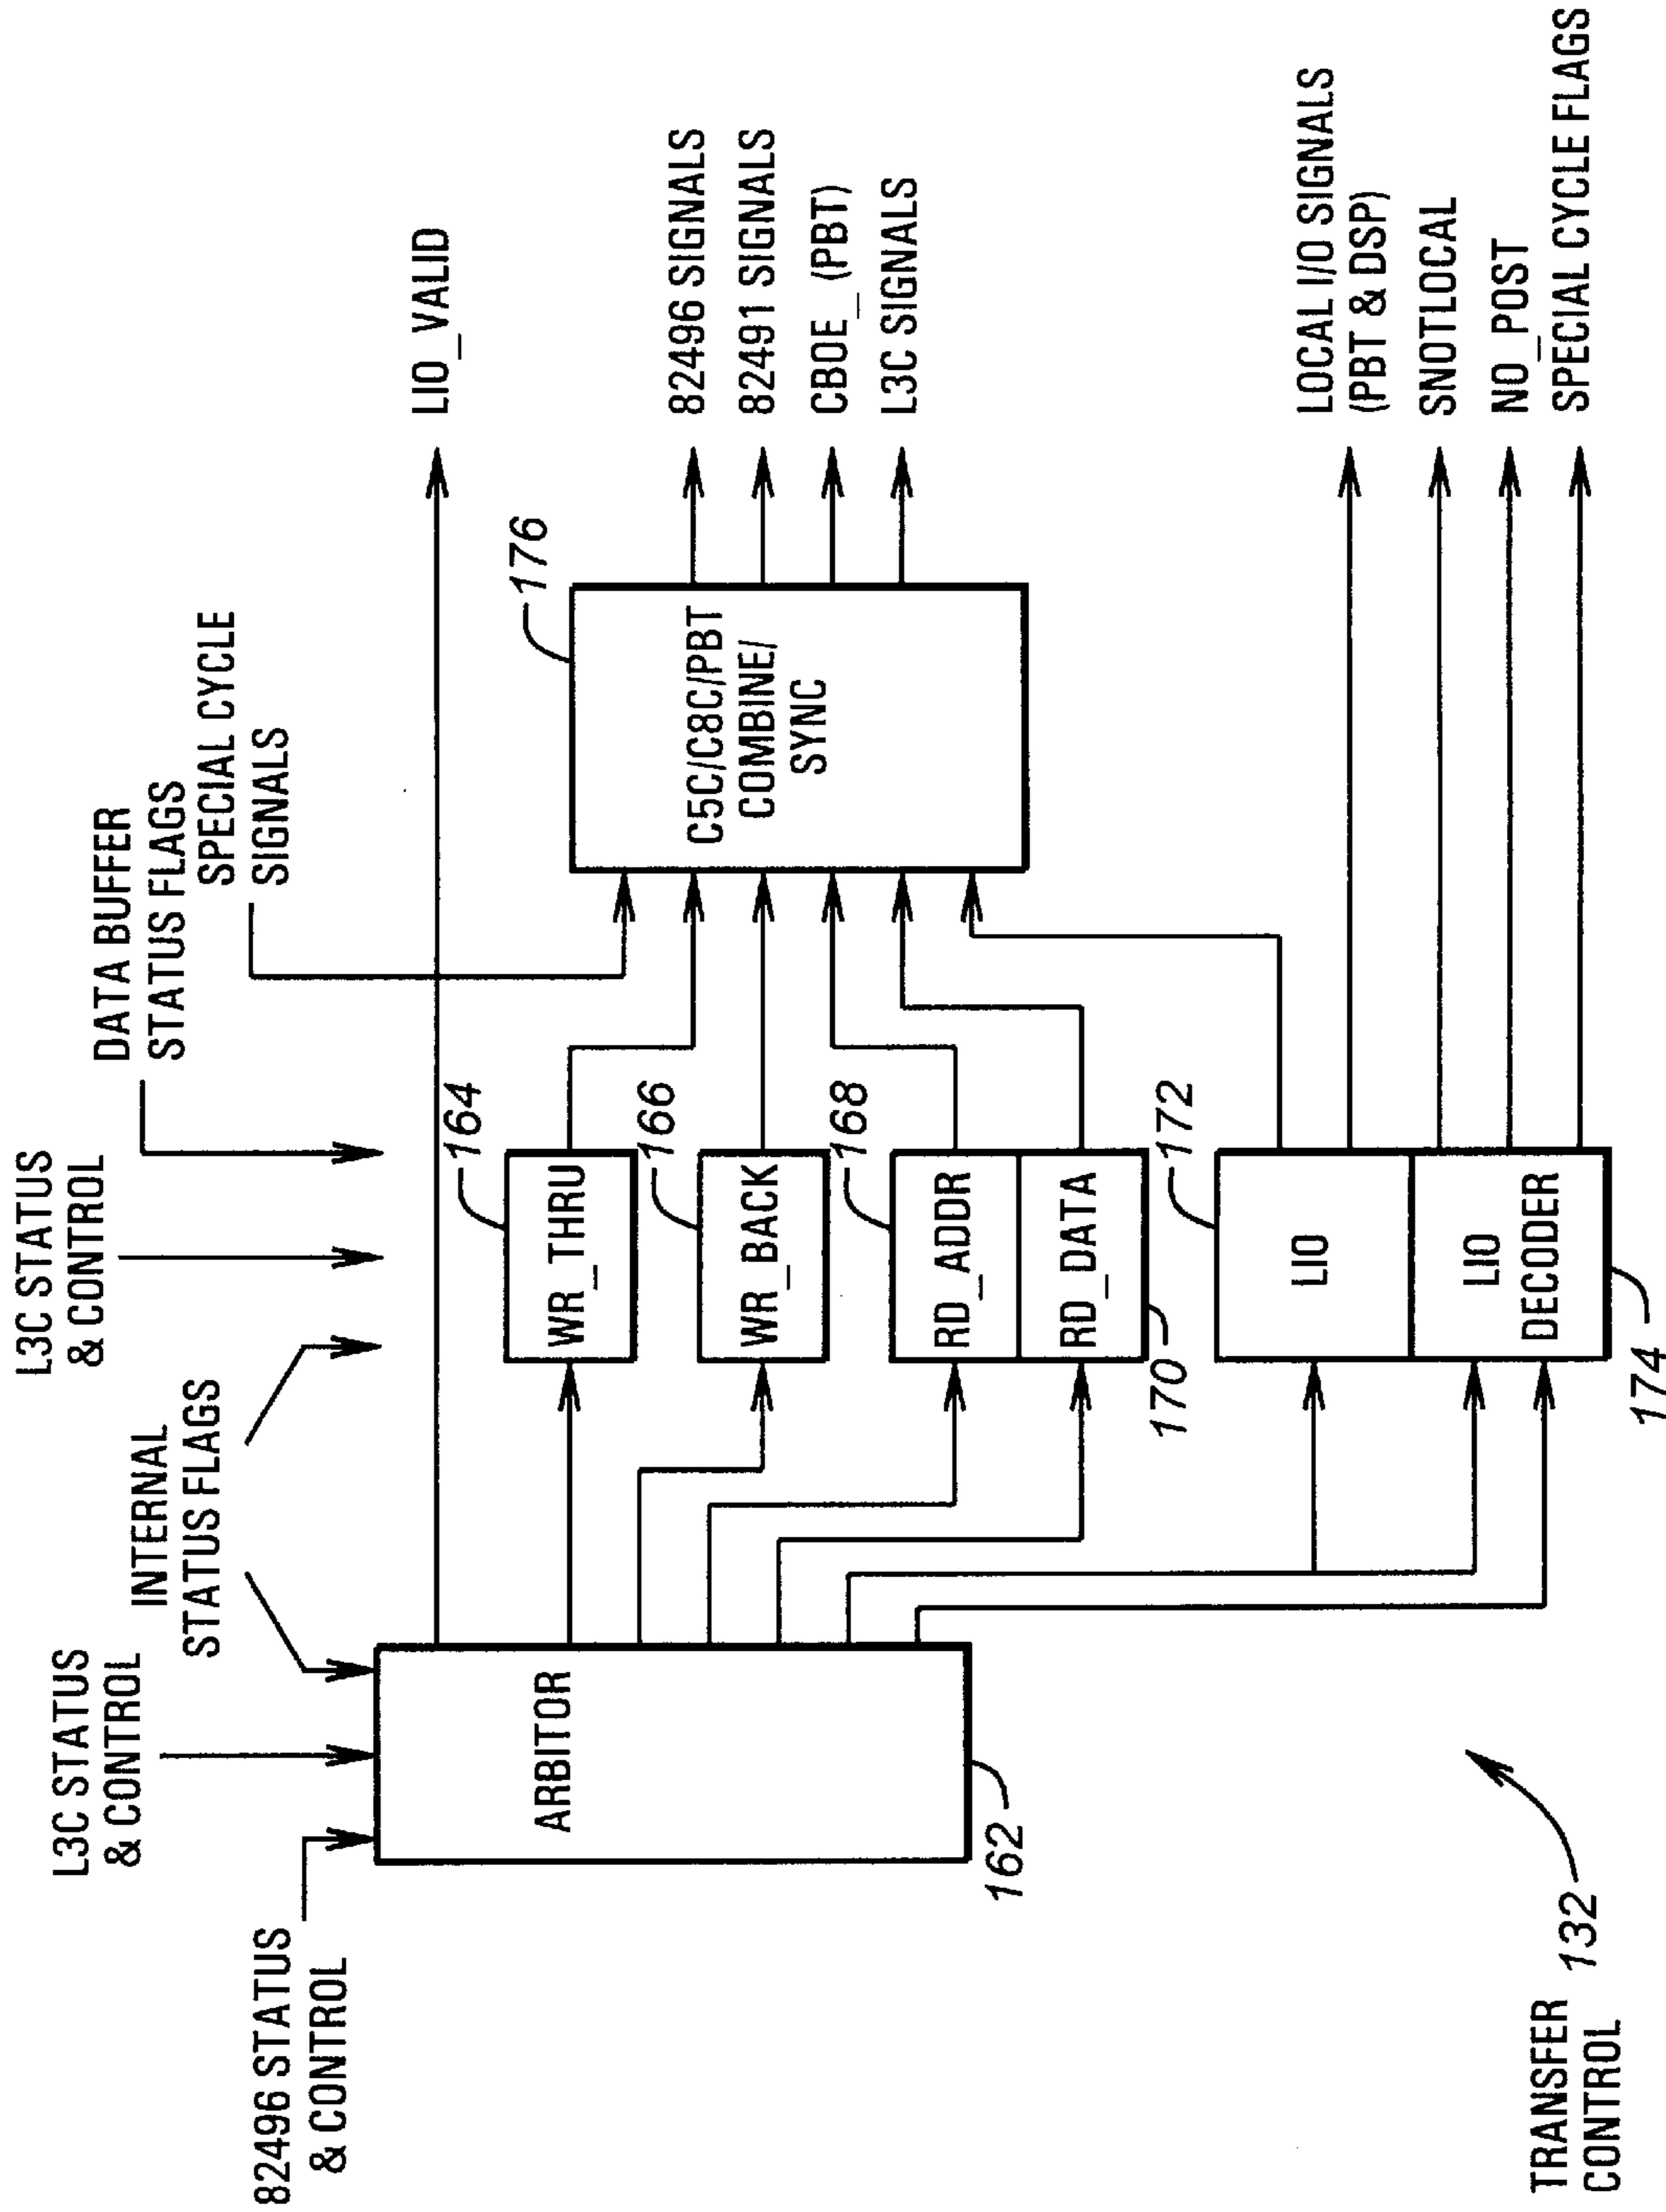 82496 STATUS
& CONTROL
L3C STATUS
& CONTROL
INTERNAL
STATUS FLAGS
L3C STATUS
& CONTROL
DATA BUFFER
STATUS FLAGS
SPECIAL CYCLE
SIGNALS
LIO_VALID
ARBITOR
162
WR_THRU
164
WR_BACK
166
RD_ADDR
168
RD_DATA
170
LIO
172
LIO
DECODER
174
C5C/C8C/PBT
COMBINE/
SYNC
176
82496 SIGNALS
82491 SIGNALS
CBOE_(PBT)
L3C SIGNALS
LOCAL I/O SIGNALS
(PBT & DSP)
SNOTLOCAL
NO_POST
SPECIAL CYCLE FLAGS
TRANSFER
CONTROL
132